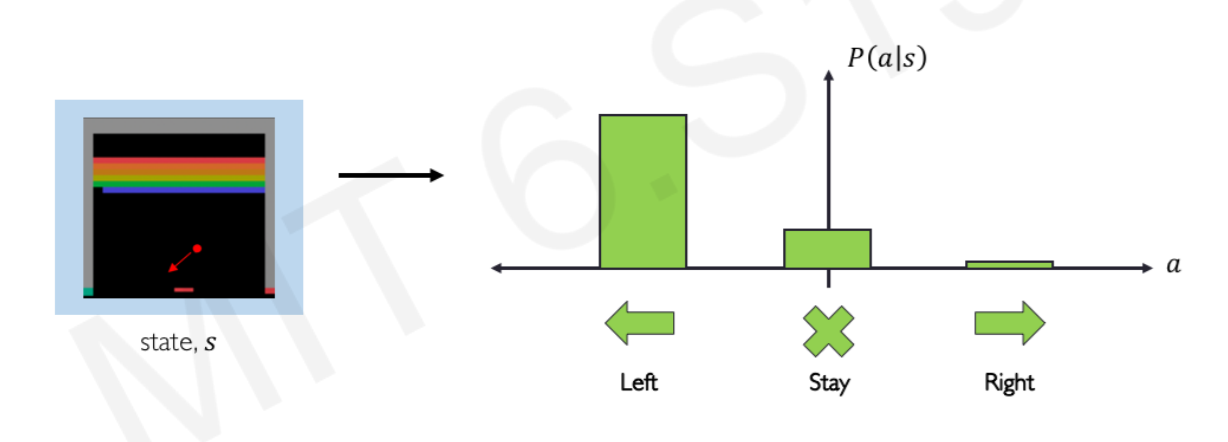 P(a|s)
a
state, s
Left
Stay
Right
MIT 6.S19